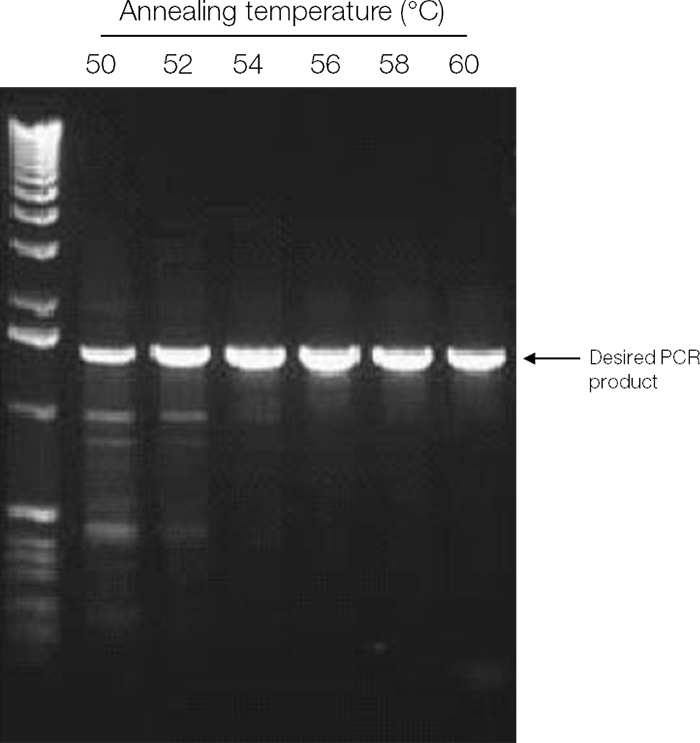 Annealing temperature (°C)
50 52 54 56 58 60
Desired PCR
product